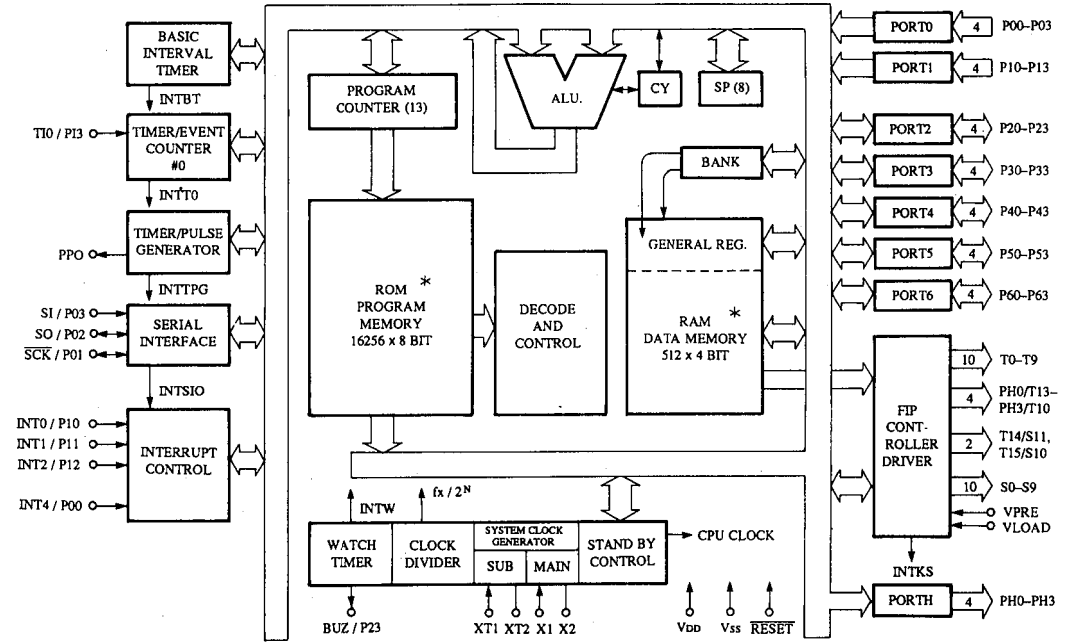 BASIC
INTERVAL
TIMER
INTBT
TI0 / PI3
TIMER/EVENT
COUNTER
#0
INTT0
TIMER/PULSE
GENERATOR
PPO
INTTPG
SI / P03
SO / P02
SCK / P01
SERIAL
INTERFACE
INTSIO
INT0 / P10
INT1 / P11
INT2 / P12
INT4 / P00
INTERRUPT
CONTROL
PROGRAM
COUNTER (13)
ALU.
CY
SP (8)
BANK
ROM *
PROGRAM
MEMORY
16256 x 8 BIT
DECODE
AND
CONTROL
GENERAL REG.
RAM *
DATA MEMORY
512 x 4 BIT
INTW
fx / 2^N
WATCH
TIMER
CLOCK
DIVIDER
SYSTEM CLOCK
GENERATOR
SUB
MAIN
STAND BY
CONTROL
CPU CLOCK
BUZ / P23
XT1
XT2
X1
X2
VDD
VSS
RESET
PORT0
4
P00–P03
PORT1
4
P10–P13
PORT2
4
P20–P23
PORT3
4
P30–P33
PORT4
4
P40–P43
PORT5
4
P50–P53
PORT6
4
P60–P63
FIP
CONT-
ROLLER
DRIVER
10
T0–T9
4
PH0/T13–
PH3/T10
2
T14/S11,
T15/S10
10
S0–S9
VPRE
VLOAD
INTKS
PORTH
4
PH0–PH3